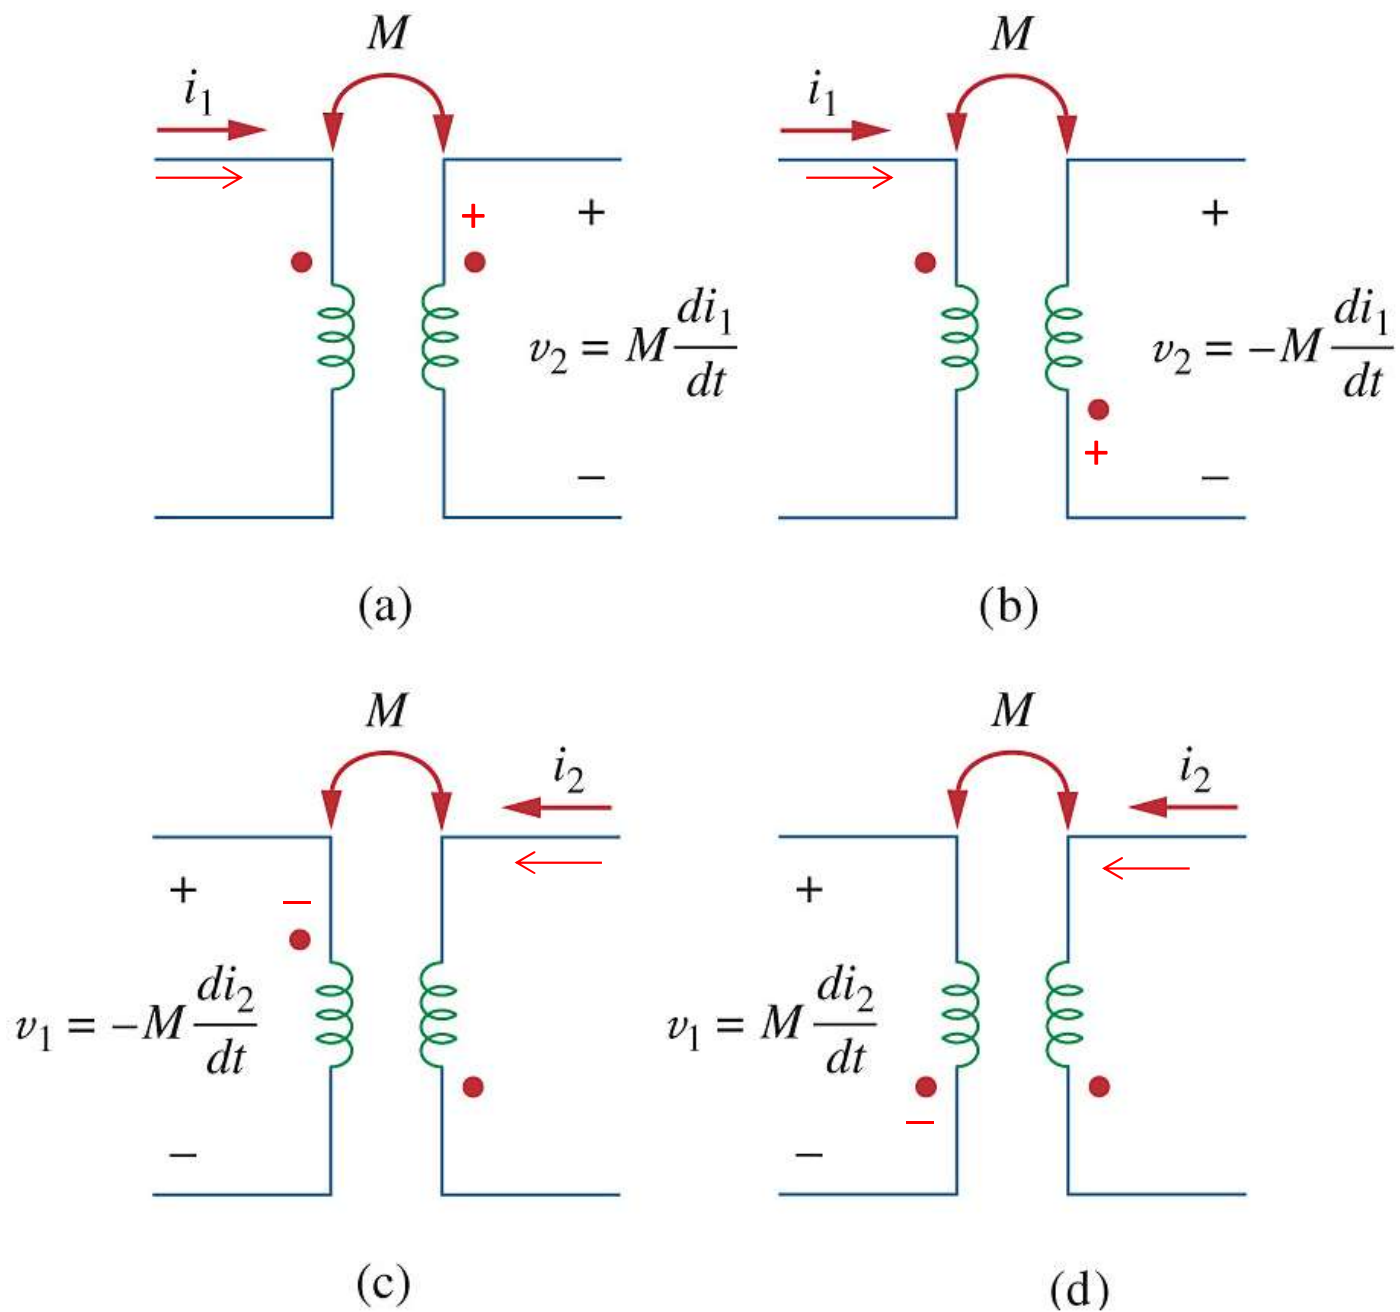 M M
i₁ i₁
+ + +
v₂ = M di₁/dt v₂ = −M di₁/dt
+
− −
(a) (b)
M M
i₂ i₂
+ − +
v₁ = −M di₂/dt v₁ = M di₂/dt
−
− −
(c) (d)